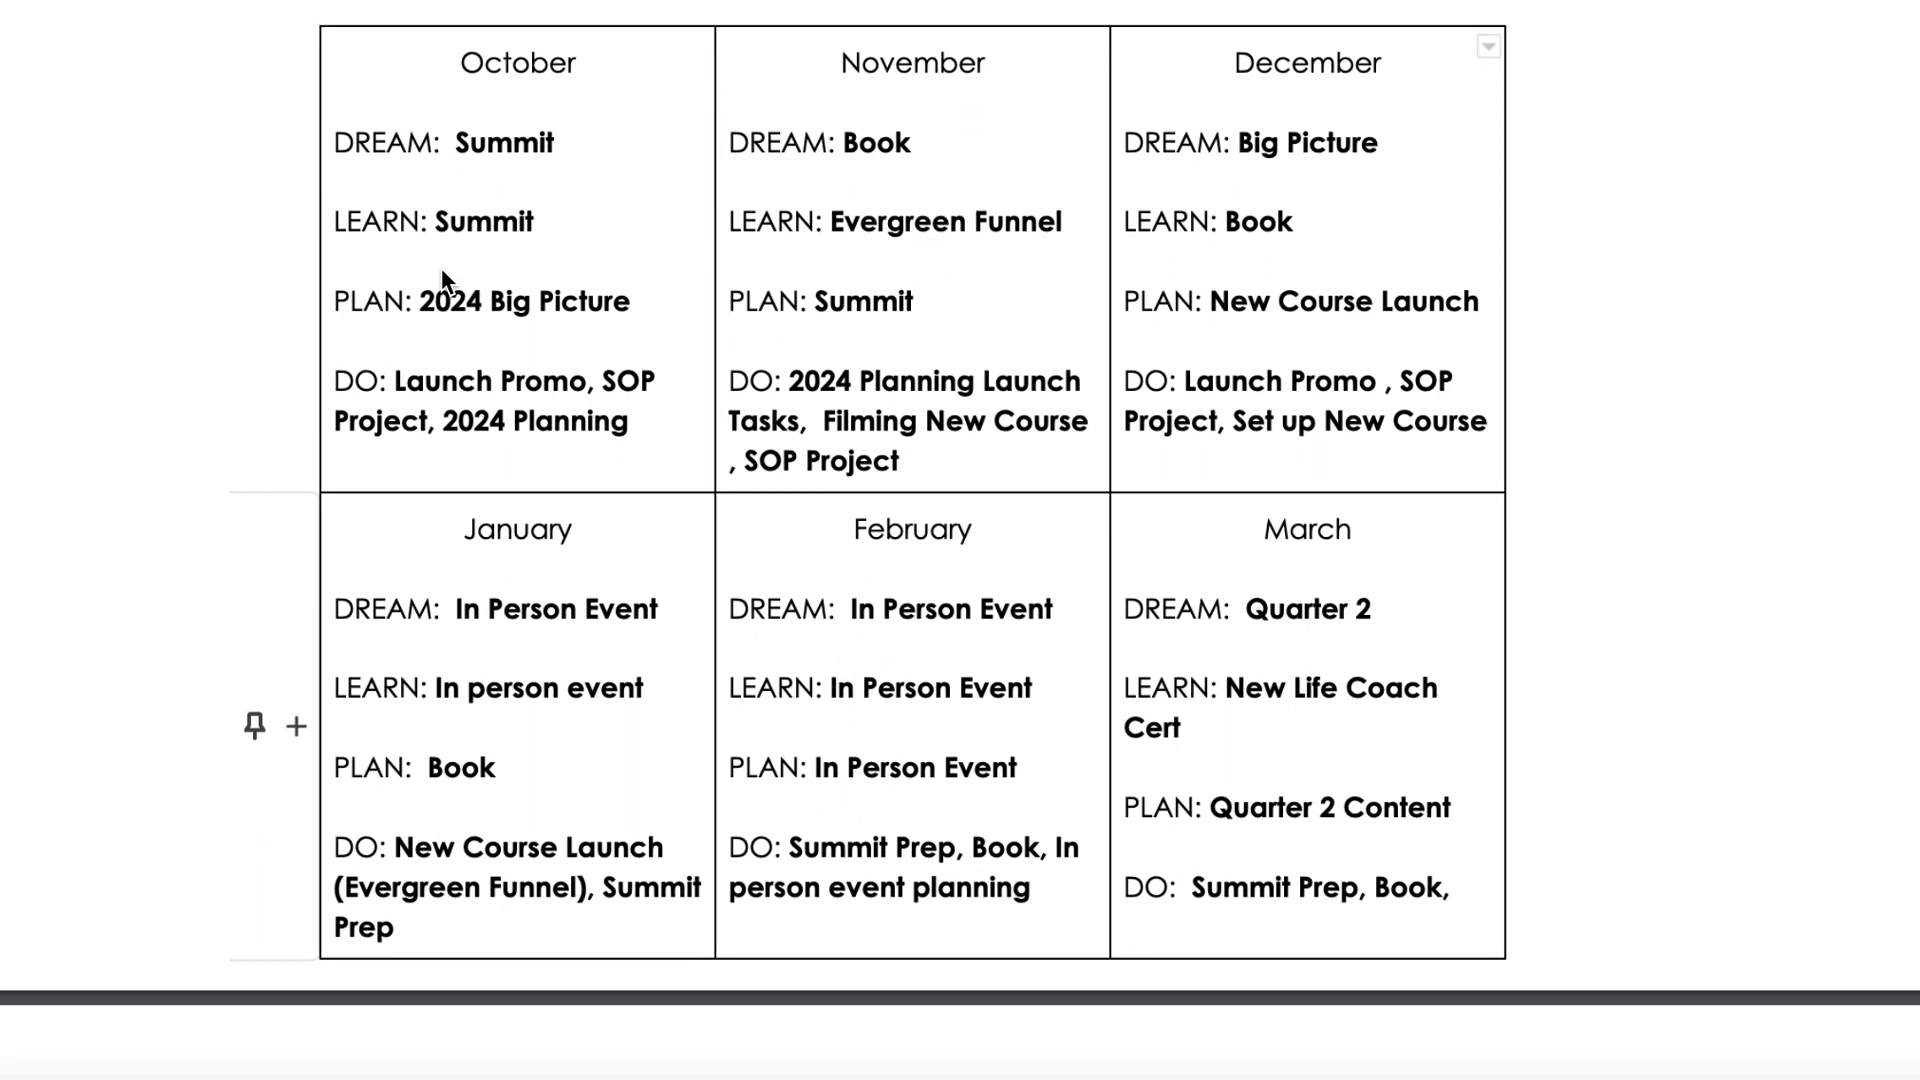 October
DREAM:  Summit
LEARN: Summit
PLAN: 2024 Big Picture
DO: Launch Promo, SOP
Project, 2024 Planning
November
DREAM: Book
LEARN: Evergreen Funnel
PLAN: Summit
DO: 2024 Planning Launch
Tasks,  Filming New Course
, SOP Project
December
DREAM: Big Picture
LEARN: Book
PLAN: New Course Launch
DO: Launch Promo , SOP
Project, Set up New Course
January
DREAM:  In Person Event
LEARN: In person event
PLAN:  Book
DO: New Course Launch
(Evergreen Funnel), Summit
Prep
February
DREAM:  In Person Event
LEARN: In Person Event
PLAN: In Person Event
DO: Summit Prep, Book, In
person event planning
March
DREAM:  Quarter 2
LEARN: New Life Coach
Cert
PLAN: Quarter 2 Content
DO:  Summit Prep, Book,